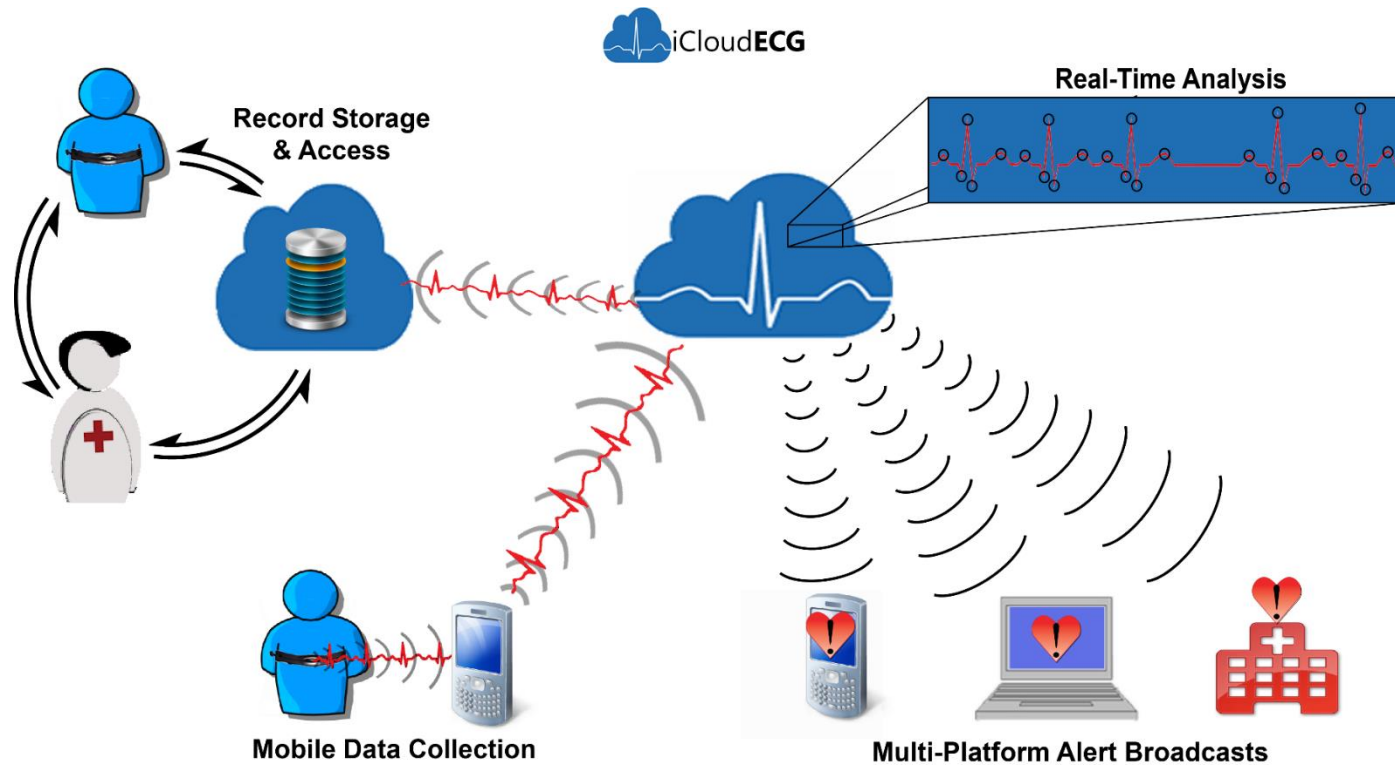 iCloudECG
Real-Time Analysis
Record Storage
& Access
Mobile Data Collection
Multi-Platform Alert Broadcasts